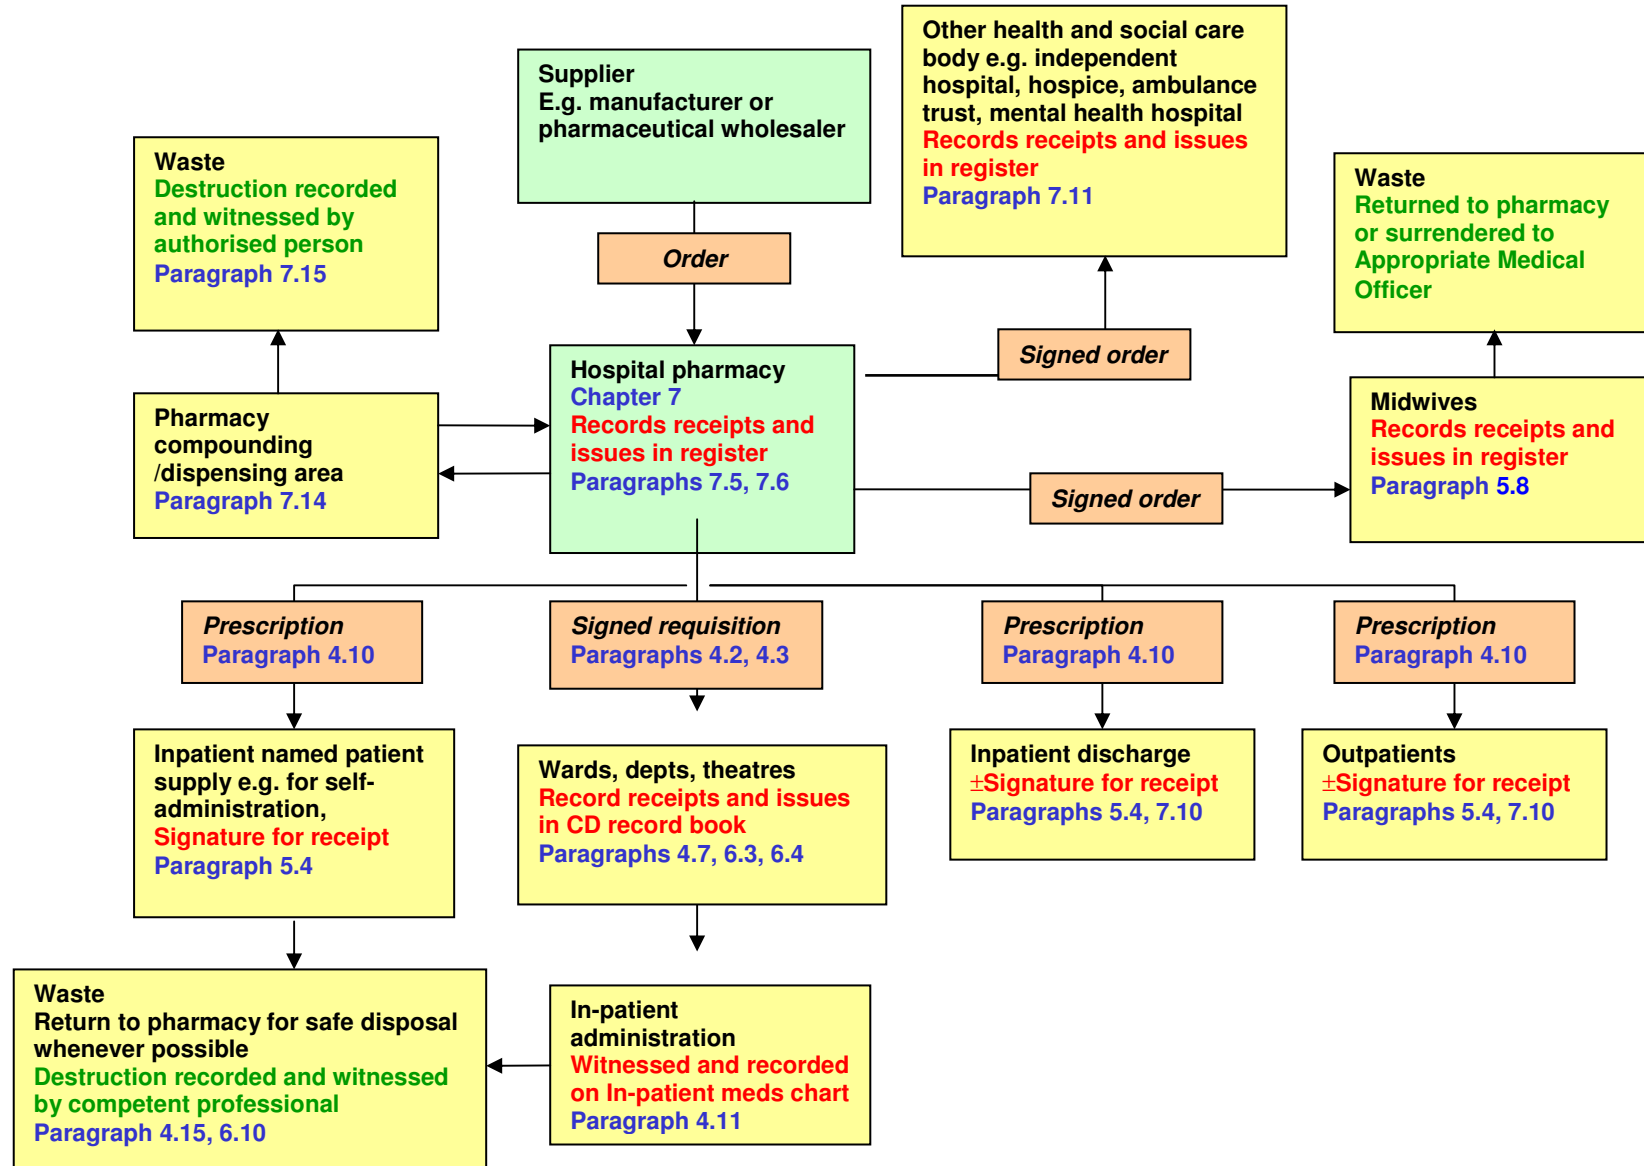 Supplier
E.g. manufacturer or
pharmaceutical wholesaler
Other health and social care
body e.g. independent
hospital, hospice, ambulance
trust, mental health hospital
Records receipts and issues
in register
Paragraph 7.11
Waste
Destruction recorded
and witnessed by
authorised person
Paragraph 7.15
Waste
Returned to pharmacy
or surrendered to
Appropriate Medical
Officer
Order
Signed order
Hospital pharmacy
Chapter 7
Records receipts and
issues in register
Paragraphs 7.5, 7.6
Pharmacy
compounding
/dispensing area
Paragraph 7.14
Midwives
Records receipts and
issues in register
Paragraph 5.8
Signed order
Prescription
Paragraph 4.10
Signed requisition
Paragraphs 4.2, 4.3
Prescription
Paragraph 4.10
Prescription
Paragraph 4.10
Inpatient named patient
supply e.g. for self-
administration,
Signature for receipt
Paragraph 5.4
Wards, depts, theatres
Record receipts and issues
in CD record book
Paragraphs 4.7, 6.3, 6.4
Inpatient discharge
±Signature for receipt
Paragraphs 5.4, 7.10
Outpatients
±Signature for receipt
Paragraphs 5.4, 7.10
Waste
Return to pharmacy for safe disposal
whenever possible
Destruction recorded and witnessed
by competent professional
Paragraph 4.15, 6.10
In-patient
administration
Witnessed and recorded
on In-patient meds chart
Paragraph 4.11